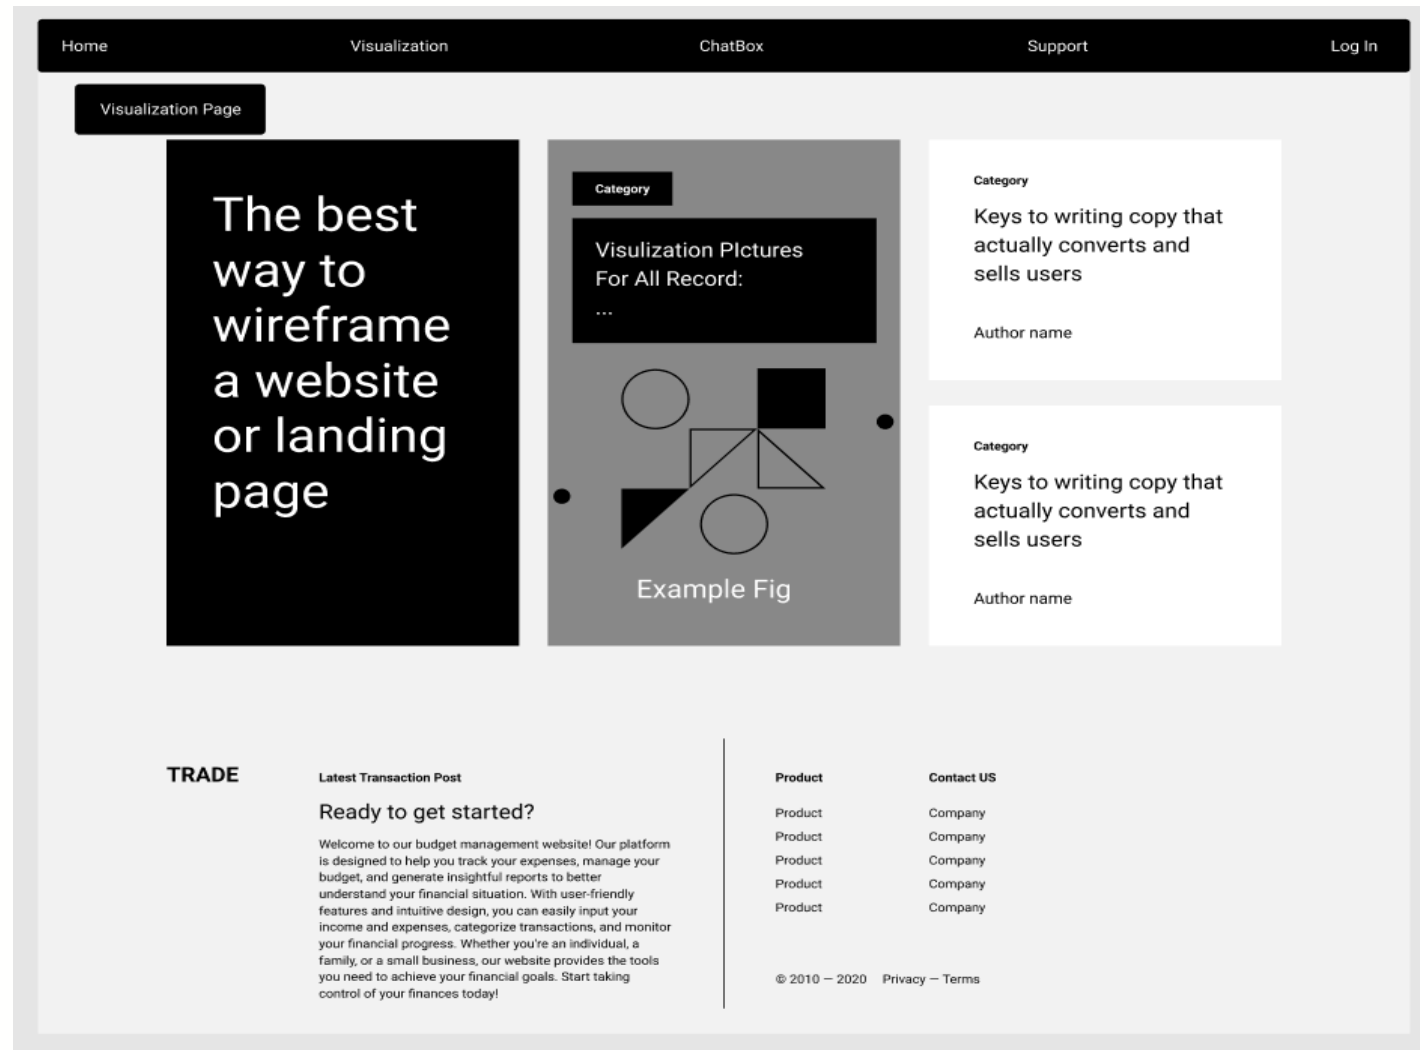 Home
Visualization
ChatBox
Support
Log In
Visualization Page
The best
way to
wireframe
a website
or landing
page
Category
Visulization PIctures
For All Record:
...
Example Fig
Category
Keys to writing copy that
actually converts and
sells users
Author name
Category
Keys to writing copy that
actually converts and
sells users
Author name
TRADE
Latest Transaction Post
Ready to get started?
Welcome to our budget management website! Our platform
is designed to help you track your expenses, manage your
budget, and generate insightful reports to better
understand your financial situation. With user-friendly
features and intuitive design, you can easily input your
income and expenses, categorize transactions, and monitor
your financial progress. Whether you're an individual, a
family, or a small business, our website provides the tools
you need to achieve your financial goals. Start taking
control of your finances today!
Product
Product
Product
Product
Product
Product
Contact US
Company
Company
Company
Company
Company
© 2010 — 2020
Privacy — Terms